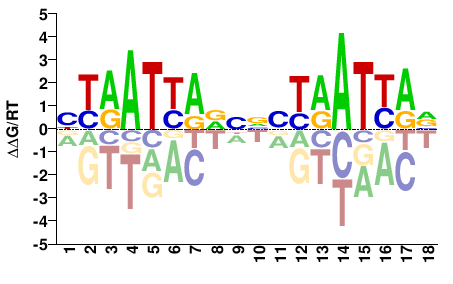 5
4
3
2
1
0
-1
-2
-3
-4
-5
ΔΔG/RT
C T A A T T A G C G C T A A T T A A
C G C G C G
A A C C C G T T A T A A C C C G T T
G T G A A C G T T G A A C
T G T A
1 2 3 4 5 6 7 8 9 10 11 12 13 14 15 16 17 18